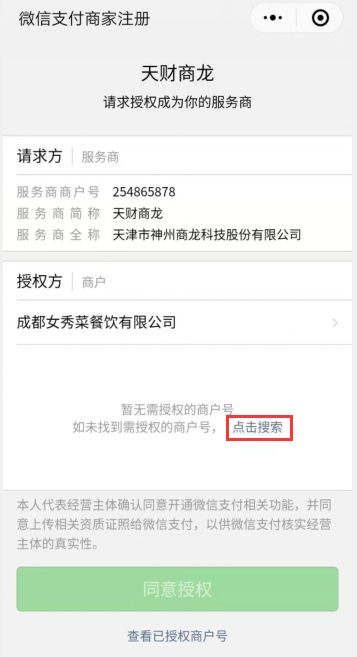 微信支付商家注册
天财商龙
请求授权成为你的服务商
请求方 服务商
服务商商户号 254865878
服务商简称 天财商龙
服务商全称 天津市神州商龙科技股份有限公司
授权方 商户
成都女秀菜餐饮有限公司
暂无需授权的商户号
如未找到需授权的商户号，点击搜索
本人代表经营主体确认同意开通微信支付相关功能，并同
意上传相关资质证照给微信支付，以供微信支付核实经营
主体的真实性。
同意授权
查看已授权商户号